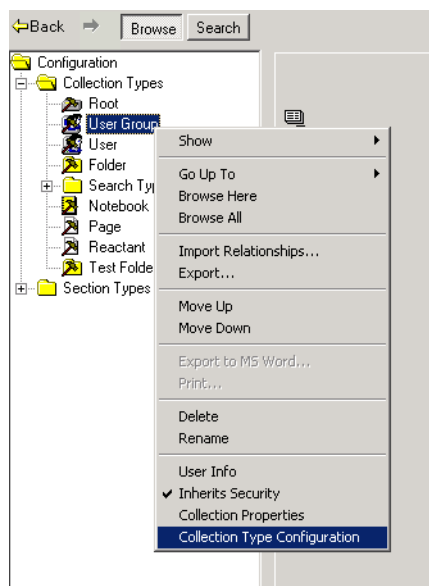 Back Browse Search
Configuration
Collection Types
Root
User Group
User
Folder
Search Ty
Notebook
Page
Reactant
Test Folde
Section Types
Show
Go Up To
Browse Here
Browse All
Import Relationships...
Export...
Move Up
Move Down
Export to MS Word...
Print...
Delete
Rename
User Info
Inherits Security
Collection Properties
Collection Type Configuration